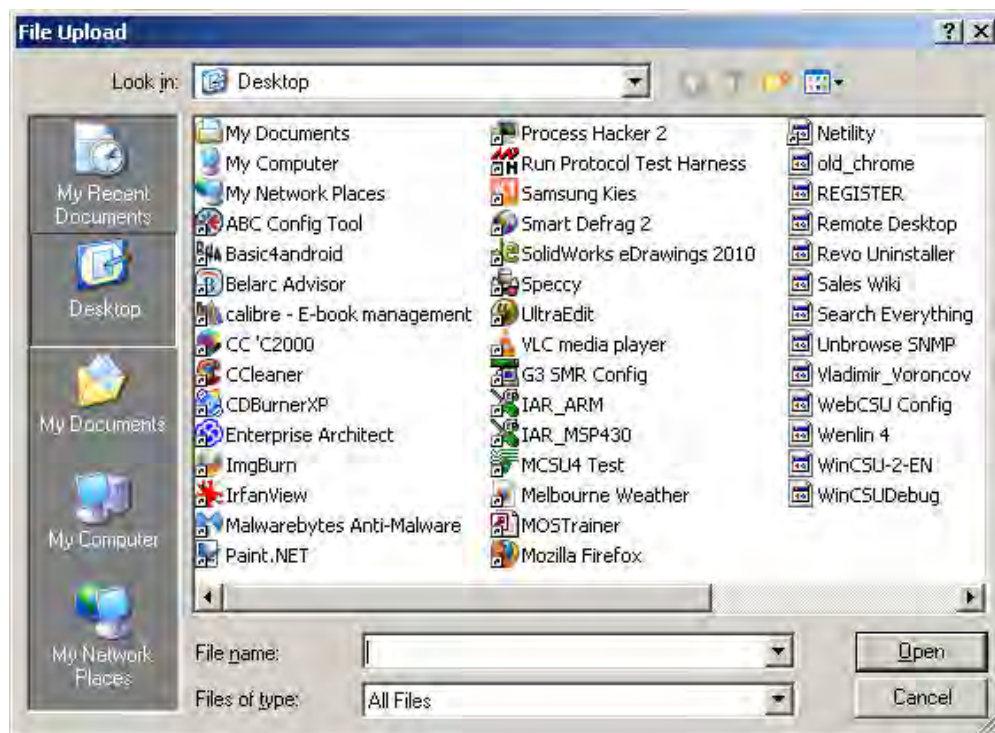 File Upload
Look in: Desktop
My Recent Documents
Desktop
My Documents
My Computer
My Network Places
My Documents
My Computer
My Network Places
ABC Config Tool
Basic4android
Belarc Advisor
calibre - E-book management
CC 'C2000
CCleaner
CDBurnerXP
Enterprise Architect
ImgBurn
IrfanView
Malwarebytes Anti-Malware
Paint.NET
Process Hacker 2
Run Protocol Test Harness
Samsung Kies
Smart Defrag 2
SolidWorks eDrawings 2010
Speccy
UltraEdit
VLC media player
G3 SMR Config
IAR_ARM
IAR_MSP430
MCSU4 Test
Melbourne Weather
MOSTrainer
Mozilla Firefox
Netility
old_chrome
REGISTER
Remote Desktop
Revo Uninstaller
Sales Wiki
Search Everything
Unbrowse SNMP
Vladimir_Voroncov
WebCSU Config
Wenlin 4
WinCSU-2-EN
WinCSUDebug
File name:
Open
Files of type: All Files
Cancel